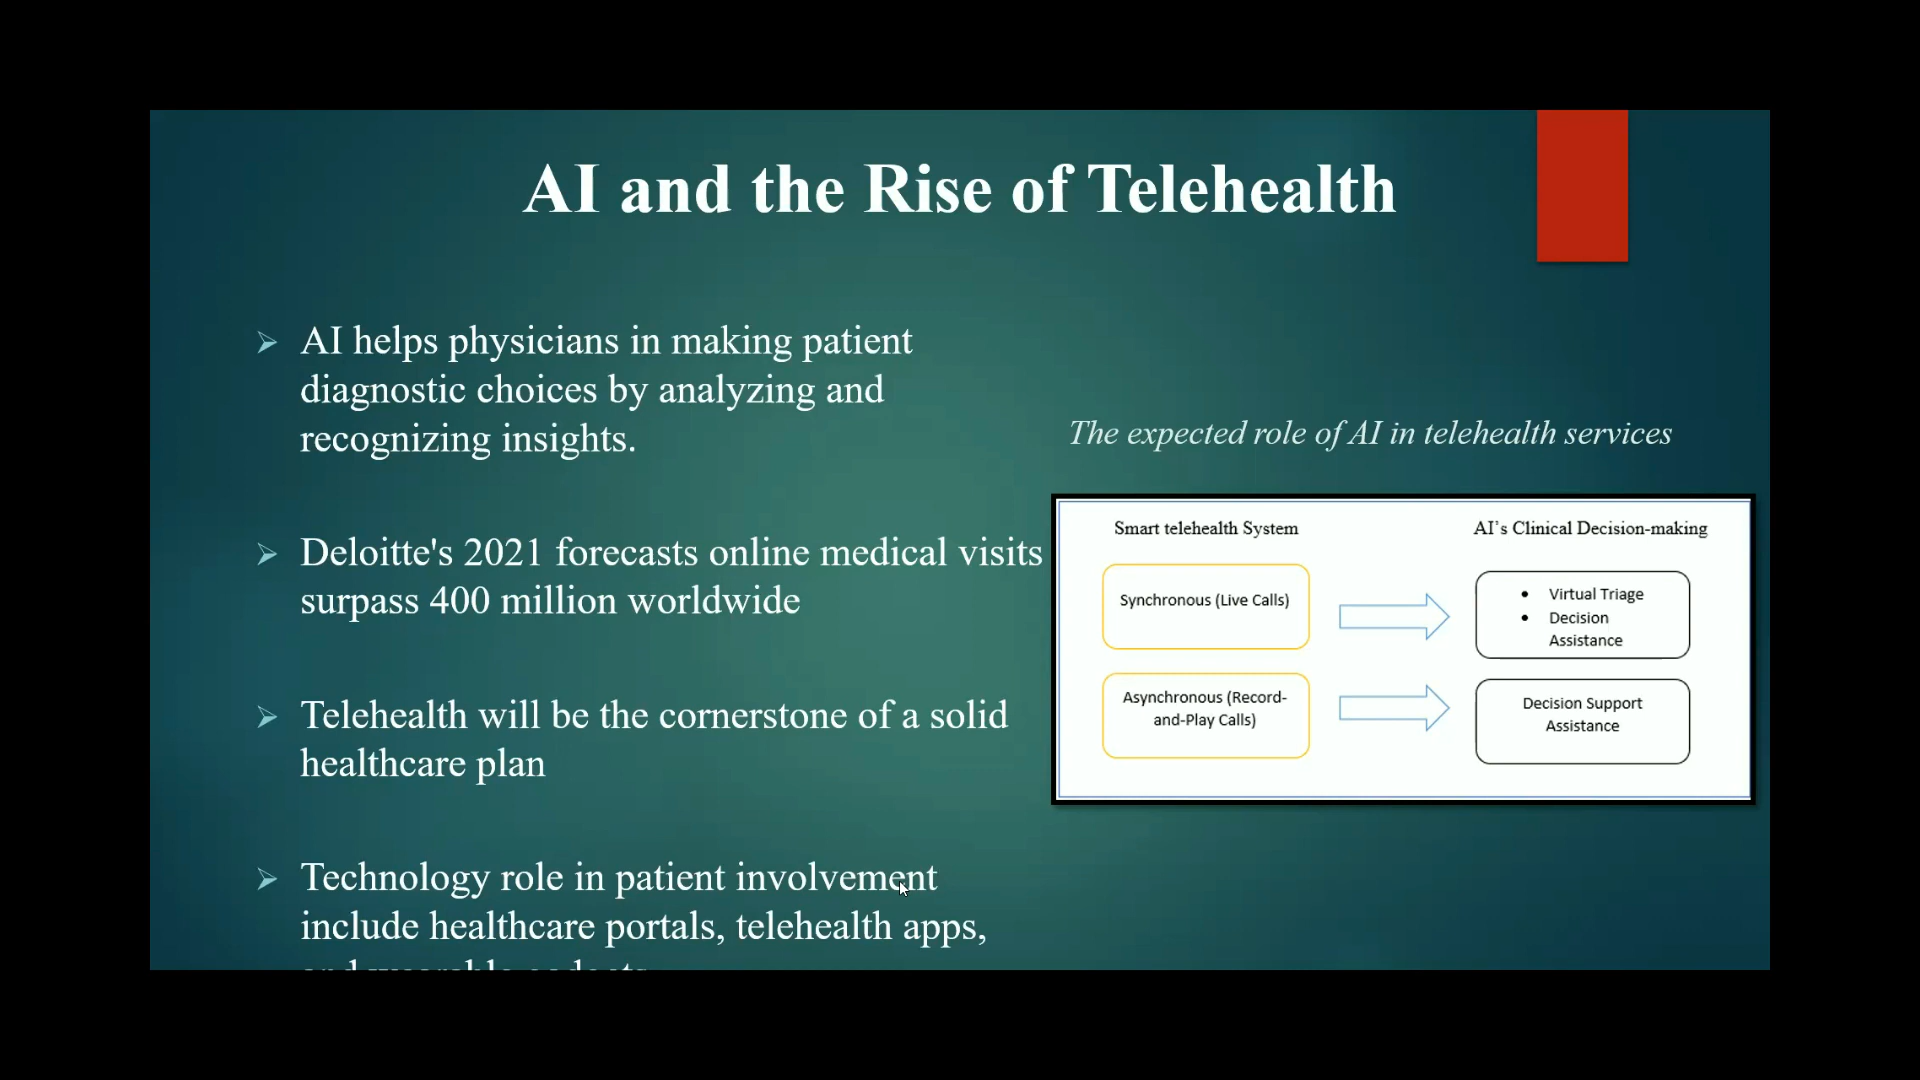 AI and the Rise of Telehealth
AI helps physicians in making patient
diagnostic choices by analyzing and
recognizing insights.
Deloitte's 2021 forecasts online medical visits
surpass 400 million worldwide
Telehealth will be the cornerstone of a solid
healthcare plan
Technology role in patient involvement
include healthcare portals, telehealth apps,
The expected role of AI in telehealth services
Smart telehealth System
AI's Clinical Decision-making
Synchronous (Live Calls)
Virtual Triage
Decision
Assistance
Asynchronous (Record-
and-Play Calls)
Decision Support
Assistance